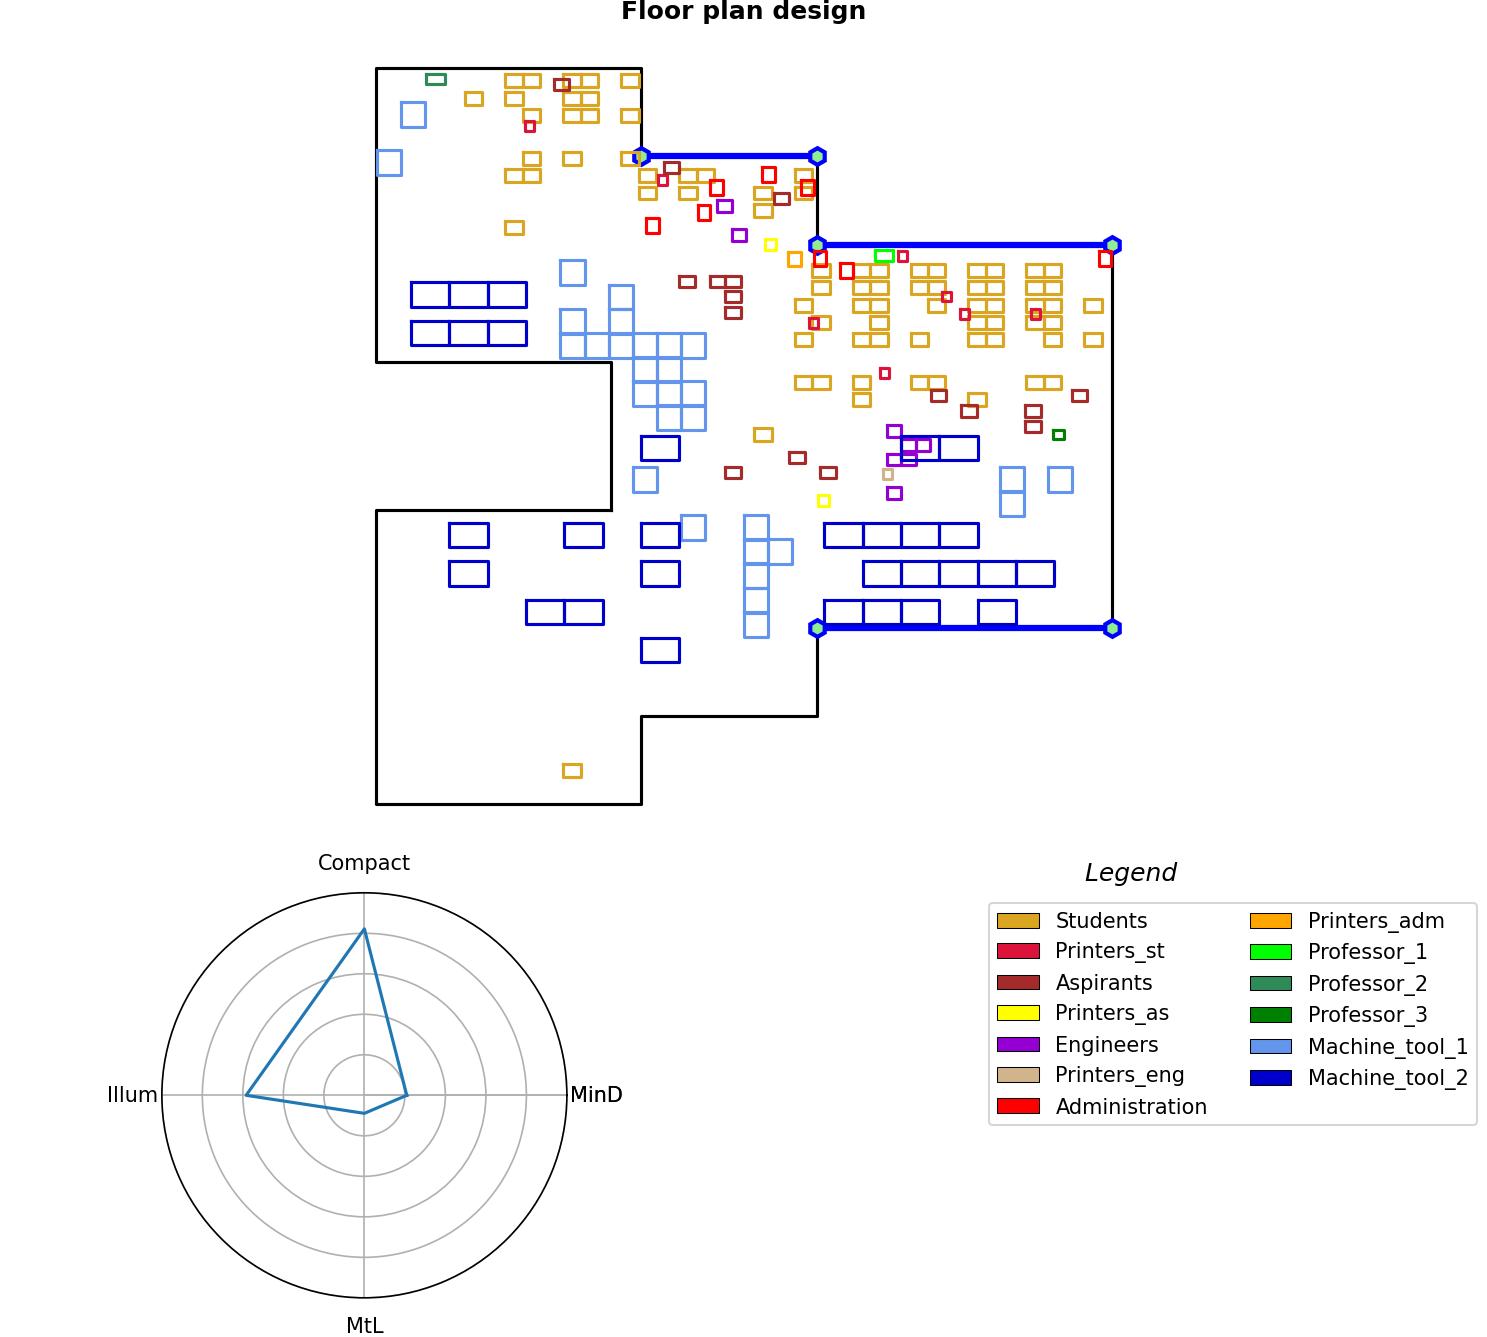 Floor plan design
Compact
Illum
MinD
MtL
Legend
Students
Printers_st
Aspirants
Printers_as
Engineers
Printers_eng
Administration
Printers_adm
Professor_1
Professor_2
Professor_3
Machine_tool_1
Machine_tool_2